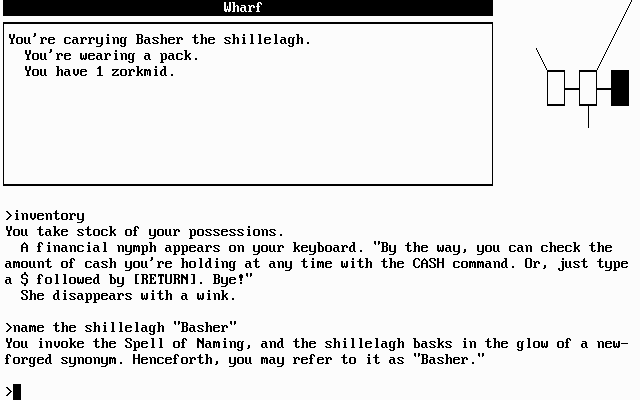 Wharf
You're carrying Basher the shillelagh.
You're wearing a pack.
You have 1 zorkmid.
>inventory
You take stock of your possessions.
A financial nymph appears on your keyboard. "By the way, you can check the
amount of cash you're holding at any time with the CASH command. Or, just type
a $ followed by [RETURN]. Bye!"
She disappears with a wink.
>name the shillelagh "Basher"
You invoke the Spell of Naming, and the shillelagh basks in the glow of a new-
forged synonym. Henceforth, you may refer to it as "Basher."
>